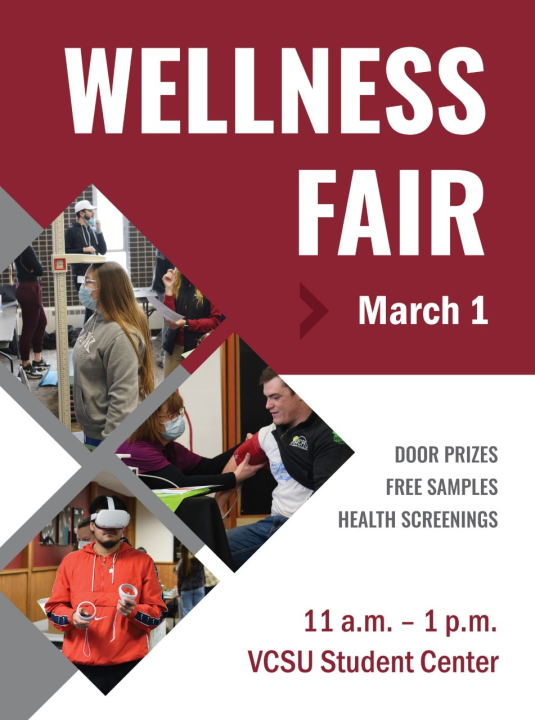 WELLNESS
FAIR
March 1
DOOR PRIZES
FREE SAMPLES
HEALTH SCREENINGS
11 a.m. – 1 p.m.
VCSU Student Center